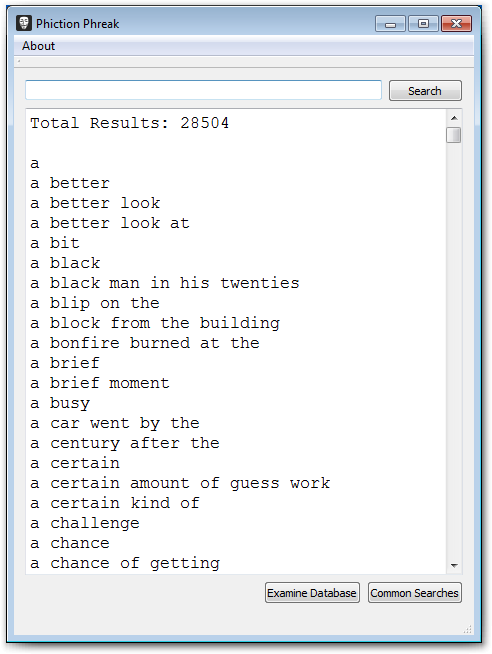 Phiction Phreak
About
Search
Total Results: 28504
a
a better
a better look
a better look at
a bit
a black
a black man in his twenties
a blip on the
a block from the building
a bonfire burned at the
a brief
a brief moment
a busy
a car went by the
a century after the
a certain
a certain amount of guess work
a certain kind of
a challenge
a chance
a chance of getting
Examine Database Common Searches